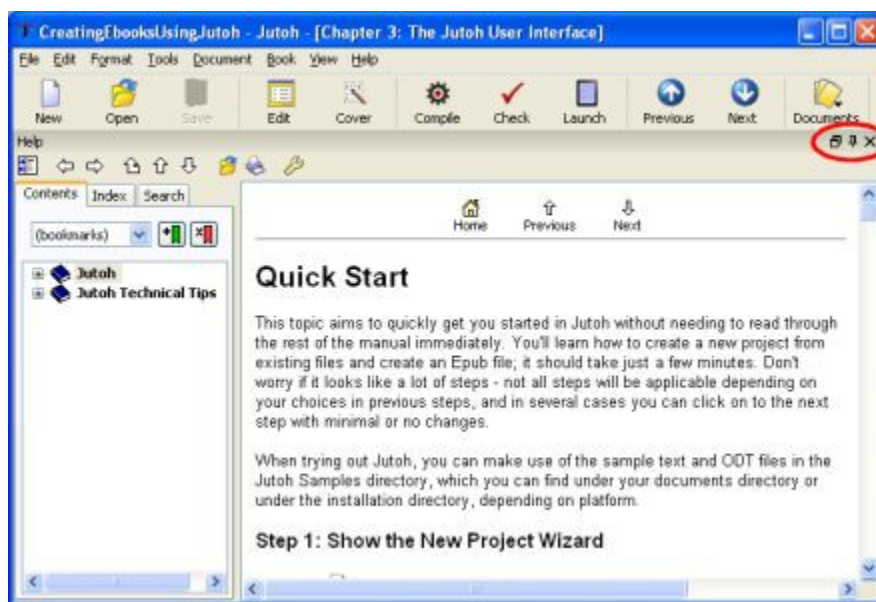 CreatingEbooksUsingJutoh - Jutoh - [Chapter 3: The Jutoh User Interface]
File Edit Format Tools Document Book View Help
New Open Save Edit Cover Compile Check Launch Previous Next Documents
Help
Contents Index Search
(bookmarks)
Home Previous Next
Jutoh
Jutoh Technical Tips
Quick Start
This topic aims to quickly get you started in Jutoh without needing to read through
the rest of the manual immediately. You'll learn how to create a new project from
existing files and create an Epub file; it should take just a few minutes. Don't
worry if it looks like a lot of steps - not all steps will be applicable depending on
your choices in previous steps, and in several cases you can click on to the next
step with minimal or no changes.
When trying out Jutoh, you can make use of the sample text and ODT files in the
Jutoh Samples directory, which you can find under your documents directory or
under the installation directory, depending on platform.
Step 1: Show the New Project Wizard